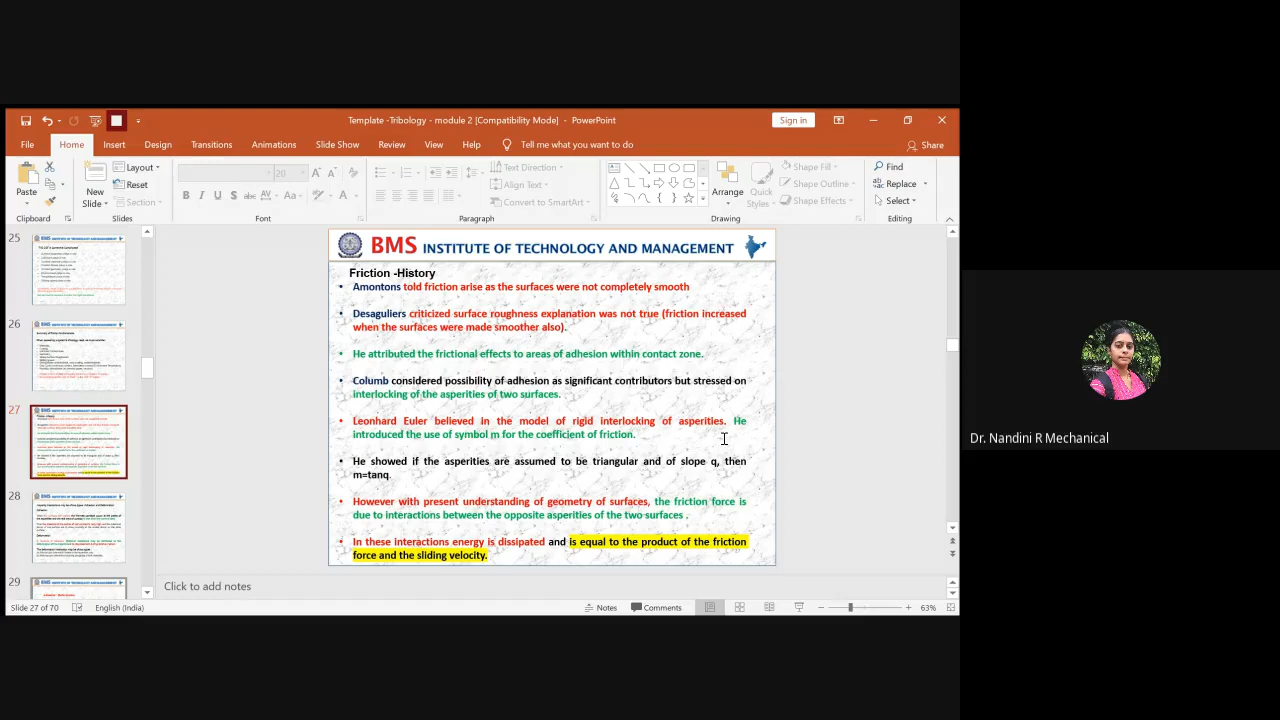 Template -Tribology - module 2 [Compatibility Mode] - PowerPoint
Sign in
File Home Insert Design Transitions Animations Slide Show Review View Help Tell me what you want to do
Share
Paste
Clipboard
New
Slide
Layout
Reset
Section
Slides
20
Font
Text Direction
Align Text
Convert to SmartArt
Paragraph
Arrange
Quick
Styles
Shape Fill
Shape Outline
Shape Effects
Drawing
Find
Replace
Select
Editing
25
26
27
28
29
BMS INSTITUTE OF TECHNOLOGY AND MANAGEMENT
Friction -History
• Amontons told friction arise as the surfaces were not completely smooth
• Desaguliers criticized surface roughness explanation was not true (friction increased
when the surfaces were made smoother also).
• He attributed the frictional effects to areas of adhesion within contact zone.
• Columb considered possibility of adhesion as significant contributors but stressed on
interlocking of the asperities of two surfaces.
• Leonhard Euler believed in the model of rigid interlocking of asperities. He
introduced the use of symbol m for the coefficient of friction.
He shown if the asperities are assumed to be triangular and of slope q, then
m=tanq.
• However with present understanding of geometry of surfaces, the friction force is
due to interactions between the composite asperities of the two surfaces .
• In these interactions energy is dissipated and is equal to the product of the friction
force and the sliding velocity.
Click to add notes
Slide 27 of 70 English (India) Notes Comments 63%
Dr. Nandini R Mechanical